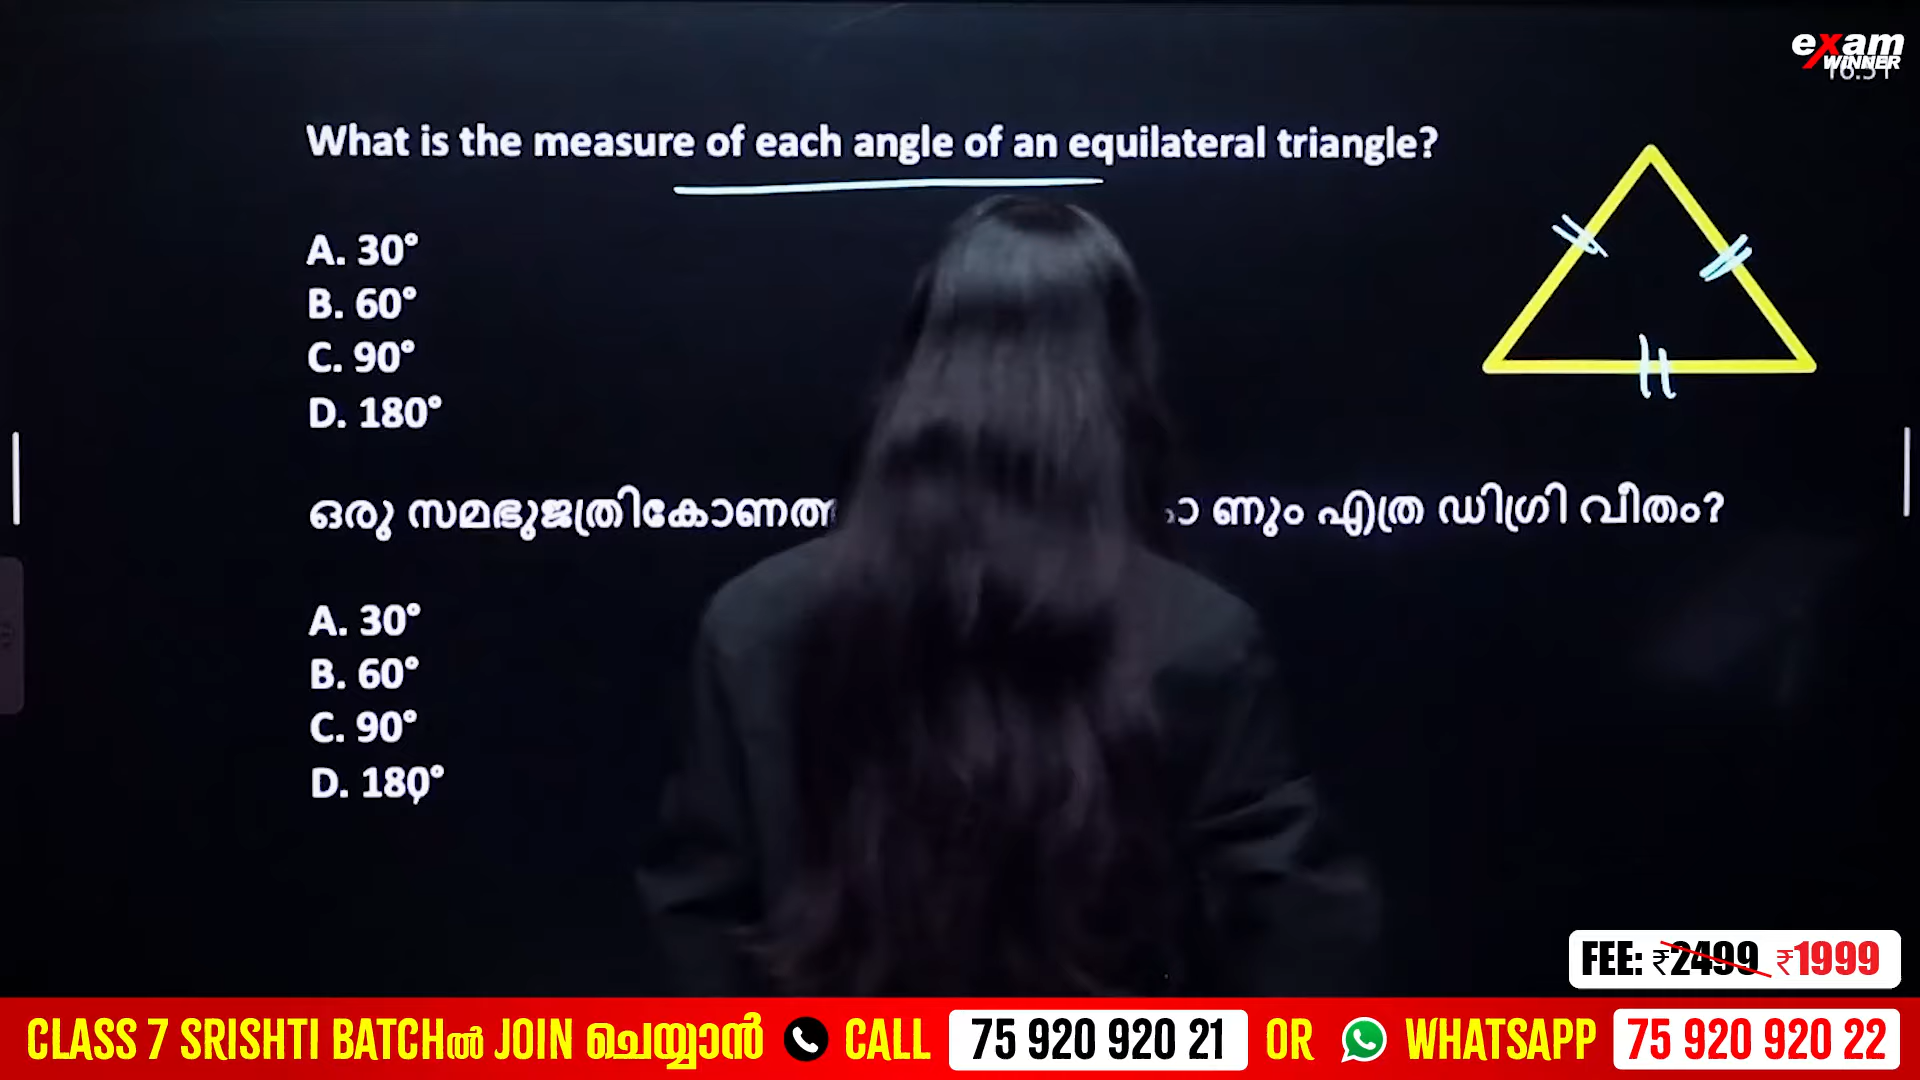 exam
WINNER
What is the measure of each angle of an equilateral triangle?
A. 30°
B. 60°
C. 90°
D. 180°
ഒരു സമഭുജത്രികോണത്ത ണും എത്ര ഡിഗ്രി വീതം?
A. 30°
B. 60°
C. 90°
D. 180°
FEE: ₹2499 ₹1999
CLASS 7 SRISHTI BATCHൽ JOIN ചെയ്യാൻ CALL 75 920 920 21 OR WHATSAPP 75 920 920 22